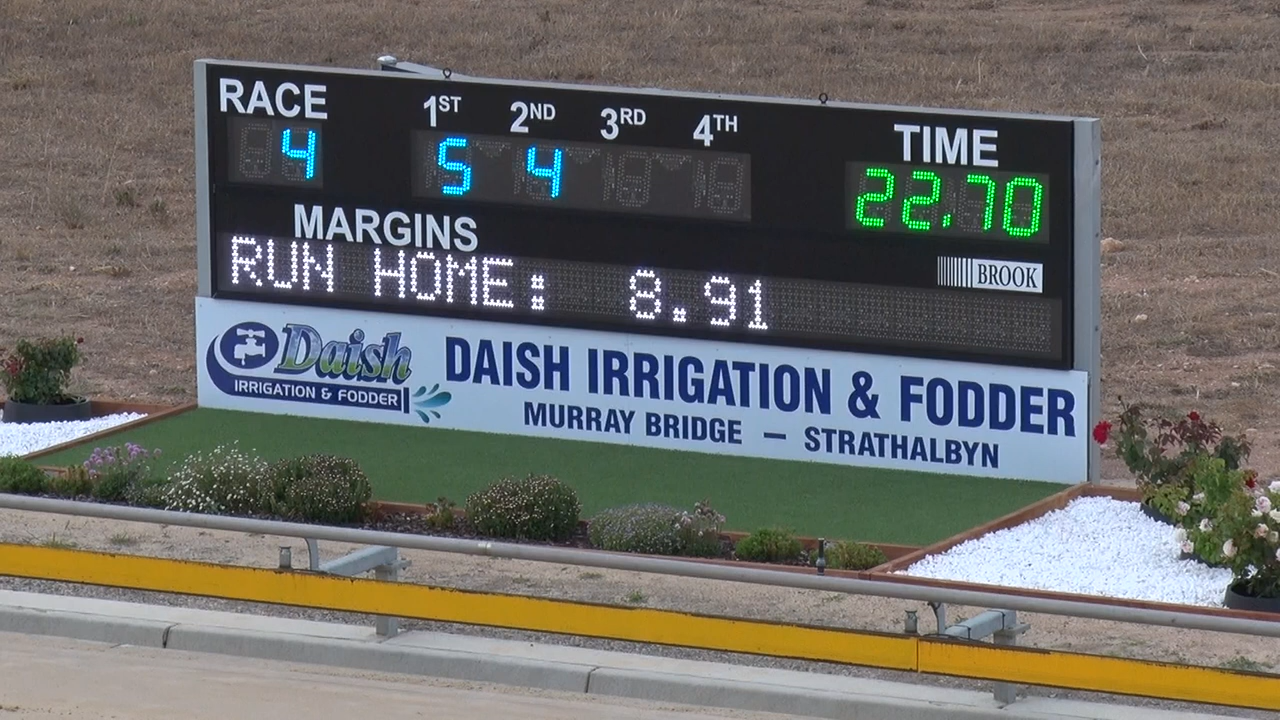 RACE 1ST 2ND 3RD 4TH TIME
4 5 4 22.70
MARGINS
RUN HOME: 8.91
BROOK
Daish
IRRIGATION & FODDER
DAISH IRRIGATION & FODDER
MURRAY BRIDGE – STRATHALBYN